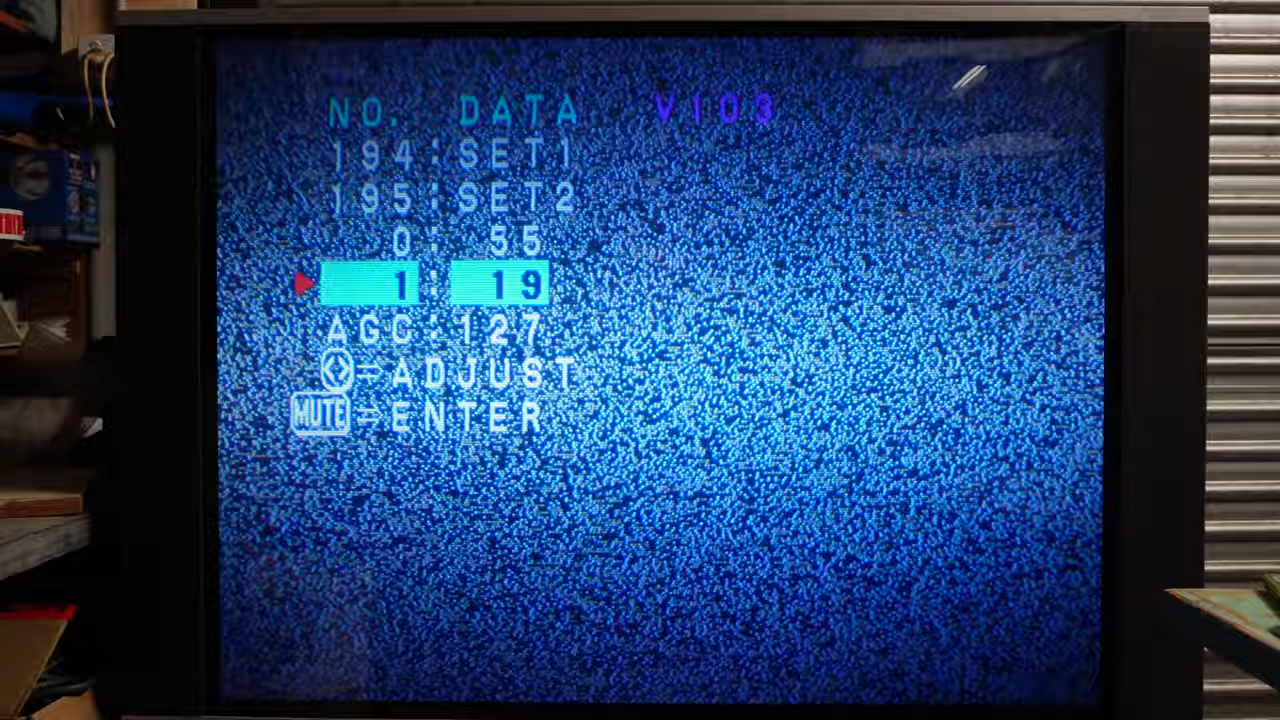 NO. DATA V103
194:SET1
195:SET2
0: 55
1: 19
AGC:127
<>=ADJUST
MUTE=ENTER